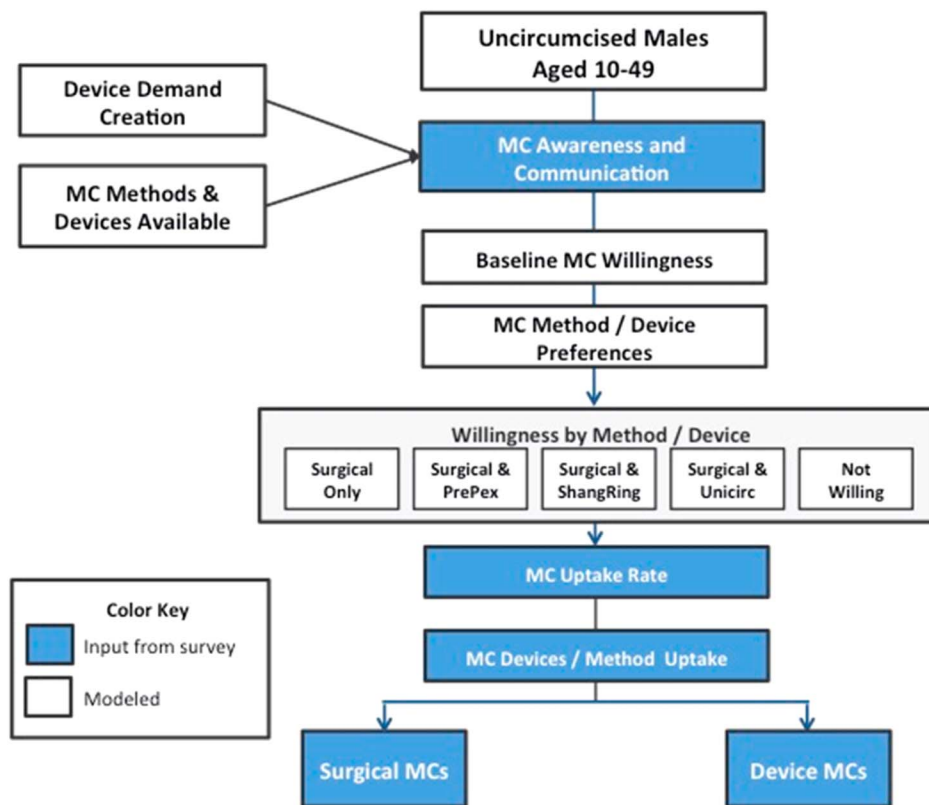 Uncircumcised Males
Aged 10-49
Device Demand
Creation
MC Methods &
Devices Available
MC Awareness and
Communication
Baseline MC Willingness
MC Method / Device
Preferences
Willingness by Method / Device
Surgical
Only
Surgical &
PrePex
Surgical &
ShangRing
Surgical &
Unicirc
Not
Willing
MC Uptake Rate
MC Devices / Method Uptake
Surgical MCs
Device MCs
Color Key
Input from survey
Modeled